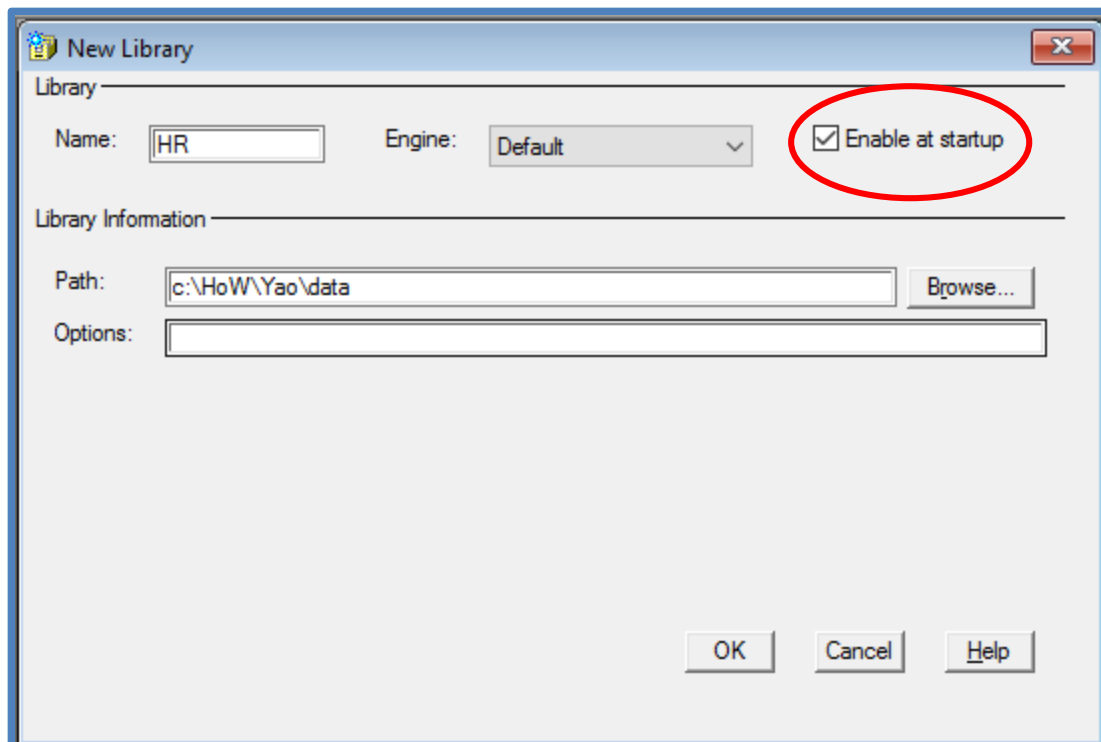 New Library
Library
Name: HR Engine: Default Enable at startup
Library Information
Path: c:\HoW\Yao\data Browse...
Options:
OK Cancel Help